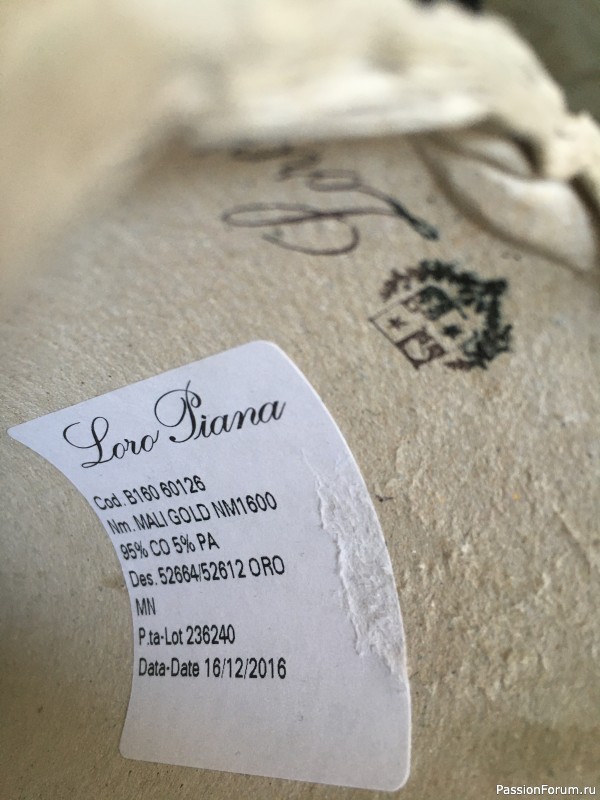 Loro
Loro Piana
Cod. B160 60126
Nm. MALI GOLD NM1600
95% CO 5% PA
Des. 52664/52612 ORO
MN
P.ta-Lot 236240
Data-Date 16/12/2016
PassionForum.ru